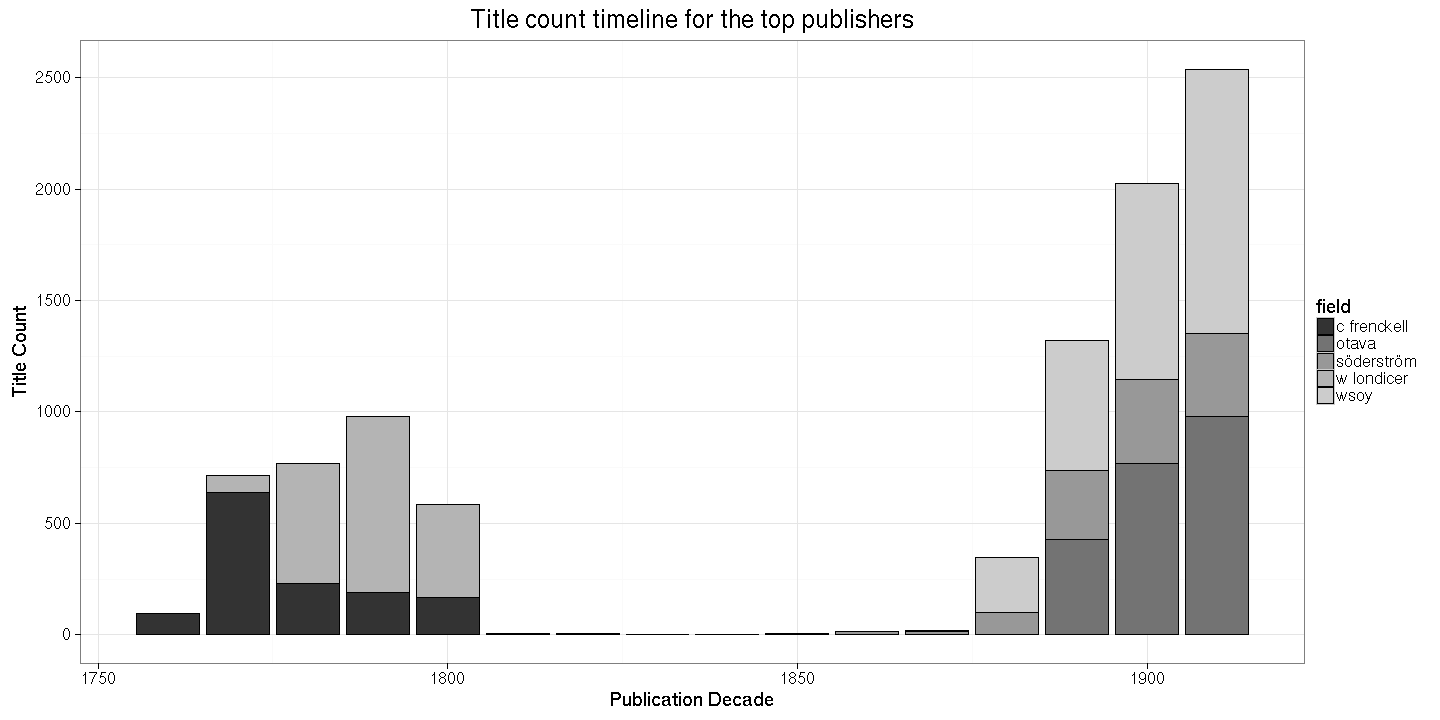 Title count timeline for the top publishers
2500
2000
1500
1000
500
0
Title Count
1750
1800
1850
1900
Publication Decade
field
c frenckell
otava
söderström
w londicer
wsoy